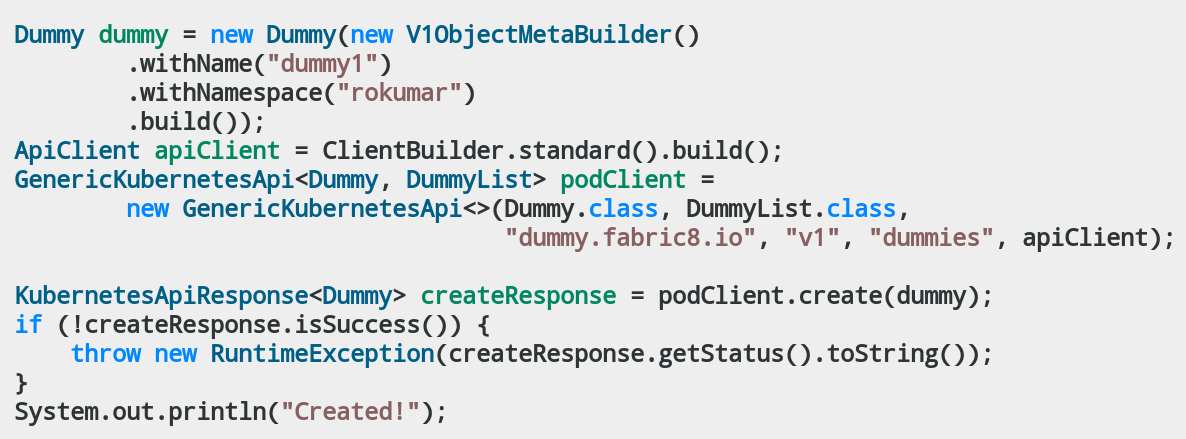 Dummy dummy = new Dummy(new V1ObjectMetaBuilder()
        .withName("dummy1")
        .withNamespace("rokumar")
        .build());
ApiClient apiClient = ClientBuilder.standard().build();
GenericKubernetesApi<Dummy, DummyList> podClient =
        new GenericKubernetesApi<>(Dummy.class, DummyList.class,
                                   "dummy.fabric8.io", "v1", "dummies", apiClient);

KubernetesApiResponse<Dummy> createResponse = podClient.create(dummy);
if (!createResponse.isSuccess()) {
    throw new RuntimeException(createResponse.getStatus().toString());
}
System.out.println("Created!");